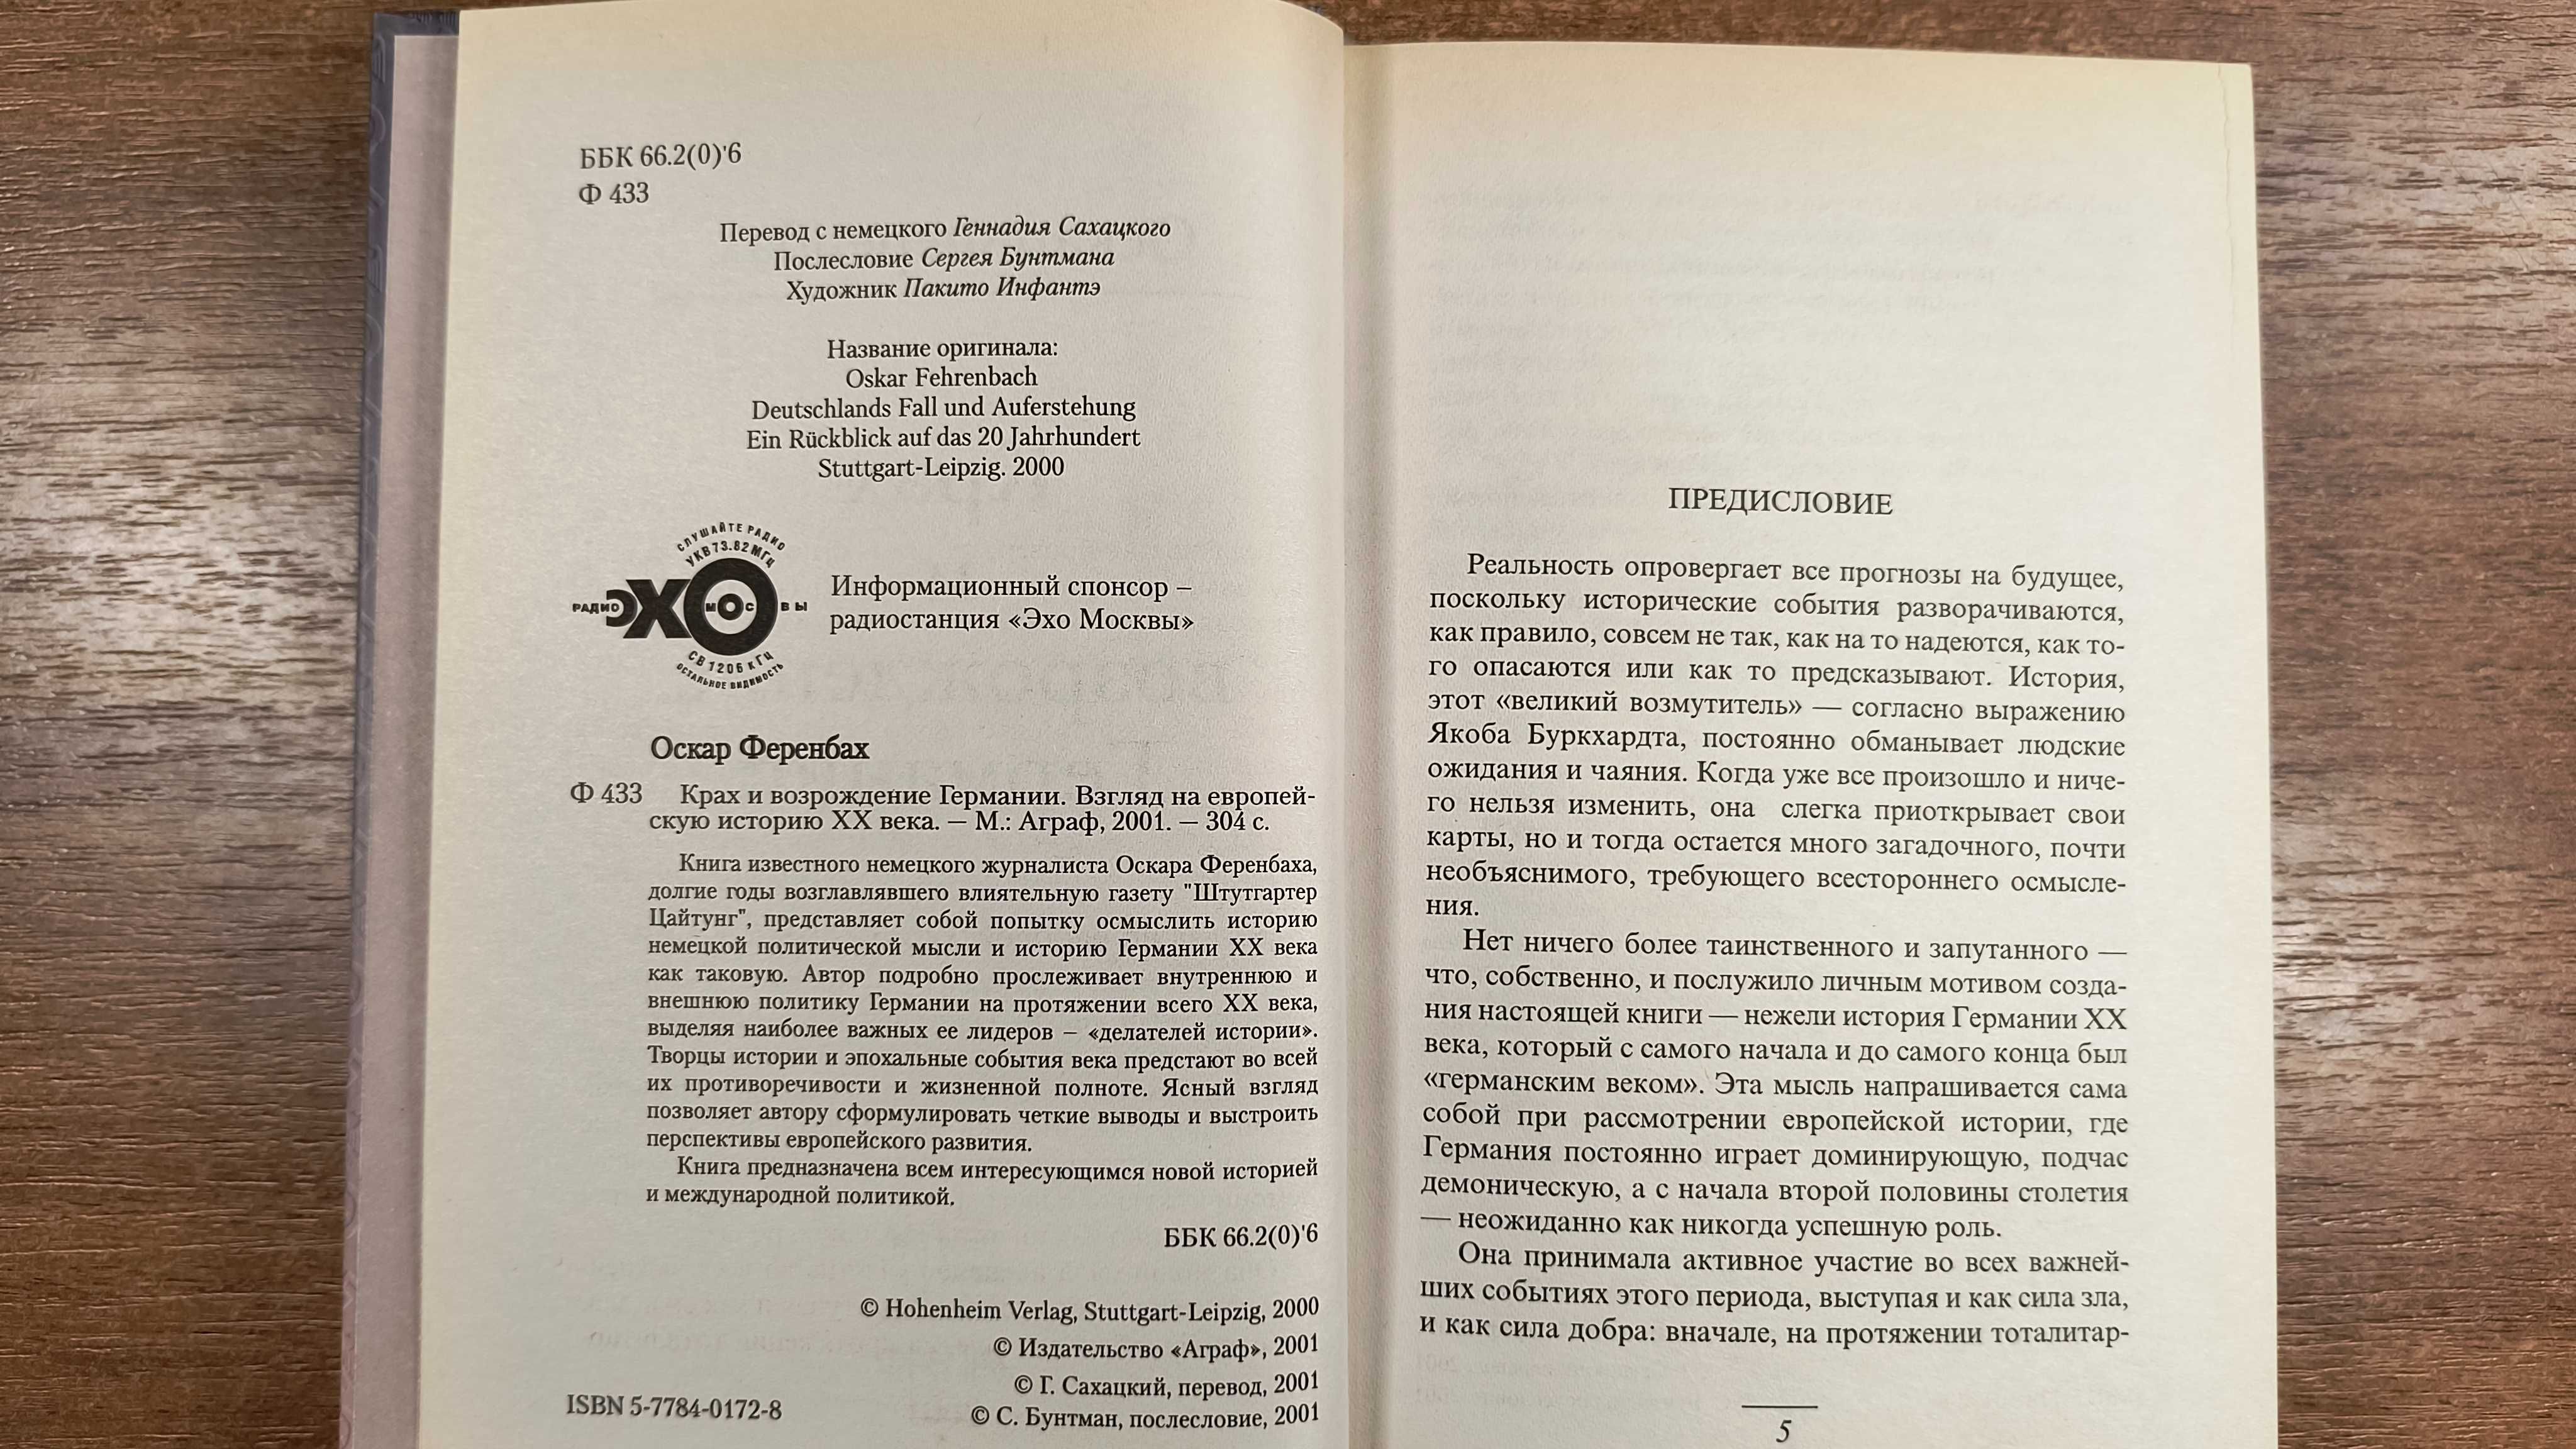 ББК 66.2(0)'6
Ф 433
Перевод с немецкого Геннадия Сахацкого
Послесловие Сергея Бунтмана
Художник Пакито Инфантэ
Название оригинала:
Oskar Fehrenbach
Deutschlands Fall und Auferstehung
Ein Rückblick auf das 20 Jahrhundert
Stuttgart-Leipzig. 2000
СЛУШАЙТЕ РАДИО
УКВ 73.82 МГц
РАДИО ЭХО МОСКВЫ
СВ 1206 кГц
ОСТАЛЬНОЕ ВИДИМОСТЬ
Информационный спонсор –
радиостанция «Эхо Москвы»
Оскар Ференбах
Ф 433 Крах и возрождение Германии. Взгляд на европей-
скую историю XX века. — М.: Аграф, 2001. — 304 с.
Книга известного немецкого журналиста Оскара Ференбаха,
долгие годы возглавлявшего влиятельную газету "Штутгартер
Цайтунг", представляет собой попытку осмыслить историю
немецкой политической мысли и историю Германии XX века
как таковую. Автор подробно прослеживает внутреннюю и
внешнюю политику Германии на протяжении всего XX века,
выделяя наиболее важных ее лидеров – «делателей истории».
Творцы истории и эпохальные события века предстают во всей
их противоречивости и жизненной полноте. Ясный взгляд
позволяет автору сформулировать четкие выводы и выстроить
перспективы европейского развития.
Книга предназначена всем интересующимся новой историей
и международной политикой.
ББК 66.2(0)'6
© Hohenheim Verlag, Stuttgart-Leipzig, 2000
© Издательство «Аграф», 2001
© Г. Сахацкий, перевод, 2001
ISBN 5-7784-0172-8
© С. Бунтман, послесловие, 2001
ПРЕДИСЛОВИЕ
Реальность опровергает все прогнозы на будущее,
поскольку исторические события разворачиваются,
как правило, совсем не так, как на то надеются, как то-
го опасаются или как то предсказывают. История,
этот «великий возмутитель» — согласно выражению
Якоба Буркхардта, постоянно обманывает людские
ожидания и чаяния. Когда уже все произошло и ниче-
го нельзя изменить, она слегка приоткрывает свои
карты, но и тогда остается много загадочного, почти
необъяснимого, требующего всестороннего осмысле-
ния.
Нет ничего более таинственного и запутанного —
что, собственно, и послужило личным мотивом созда-
ния настоящей книги — нежели история Германии XX
века, который с самого начала и до самого конца был
«германским веком». Эта мысль напрашивается сама
собой при рассмотрении европейской истории, где
Германия постоянно играет доминирующую, подчас
демоническую, а с начала второй половины столетия
— неожиданно как никогда успешную роль.
Она принимала активное участие во всех важней-
ших событиях этого периода, выступая и как сила зла,
и как сила добра: вначале, на протяжении тоталитар-
5